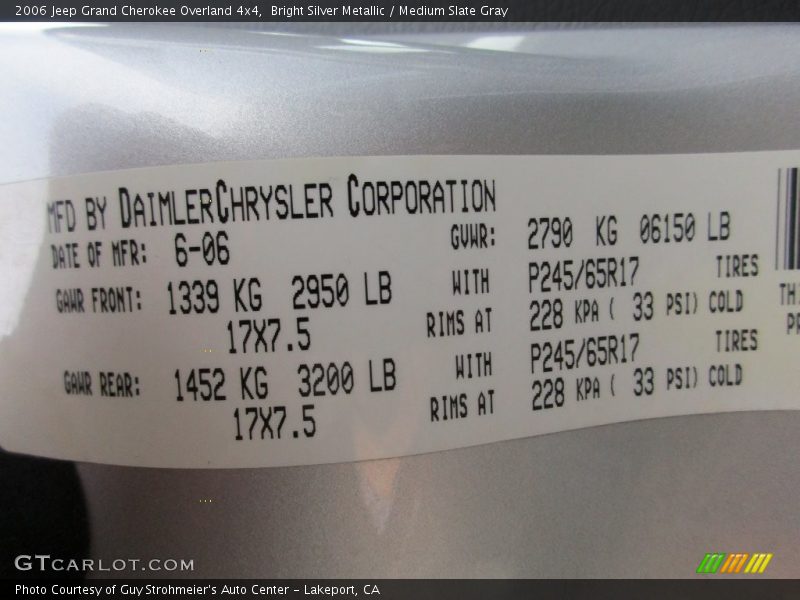 2006 Jeep Grand Cherokee Overland 4x4, Bright Silver Metallic / Medium Slate Gray
MFD BY DAIMLERCHRYSLER CORPORATION
DATE OF MFR: 6-06 GVWR: 2790 KG 06150 LB
GAWR FRONT: 1339 KG 2950 LB WITH P245/65R17 TIRES
17X7.5 RIMS AT 228 KPA ( 33 PSI) COLD
GAWR REAR: 1452 KG 3200 LB WITH P245/65R17 TIRES
17X7.5 RIMS AT 228 KPA ( 33 PSI) COLD
GTCARLOT.COM
Photo Courtesy of Guy Strohmeier's Auto Center - Lakeport, CA